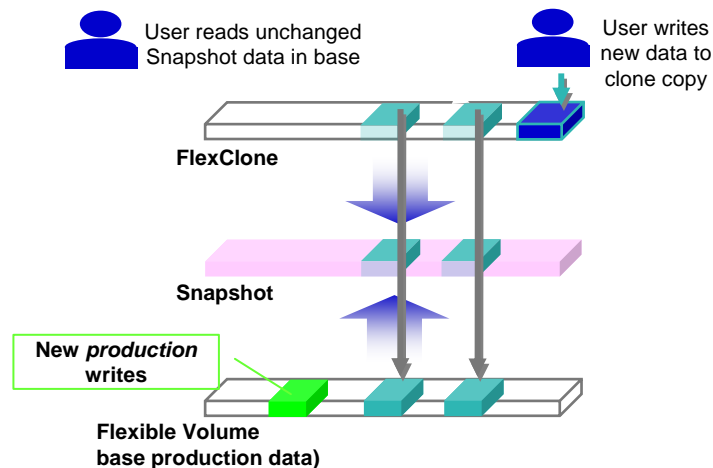 User reads unchanged
Snapshot data in base
User writes
new data to
clone copy
FlexClone
Snapshot
New production
writes
Flexible Volume
base production data)